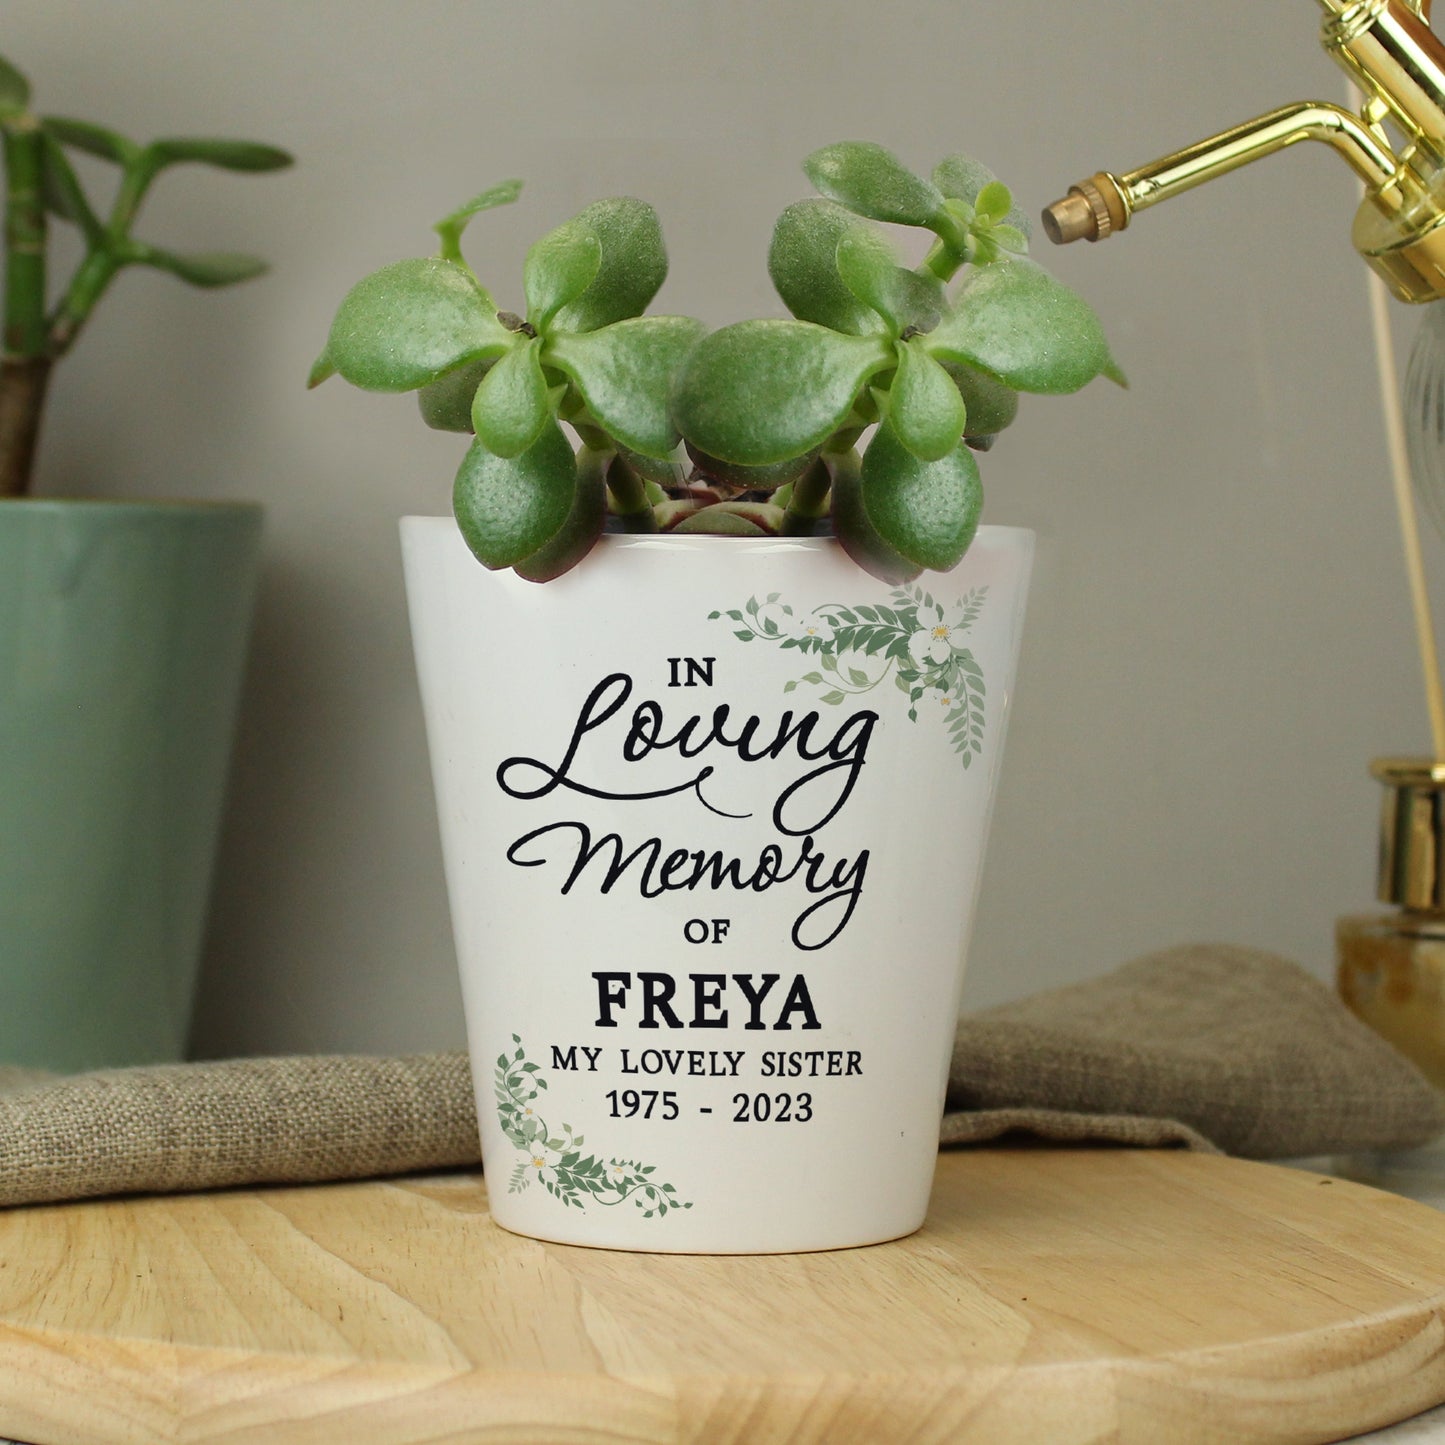 IN
Loving
Memory
OF
FREYA
MY LOVELY SISTER
1975 - 2023